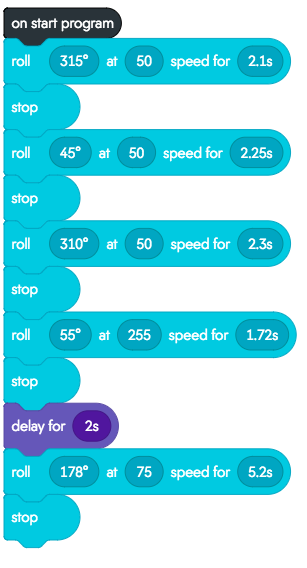 on start program
roll 315° at 50 speed for 2.1s
stop
roll 45° at 50 speed for 2.25s
stop
roll 310° at 50 speed for 2.3s
stop
roll 55° at 255 speed for 1.72s
stop
delay for 2s
roll 178° at 75 speed for 5.2s
stop